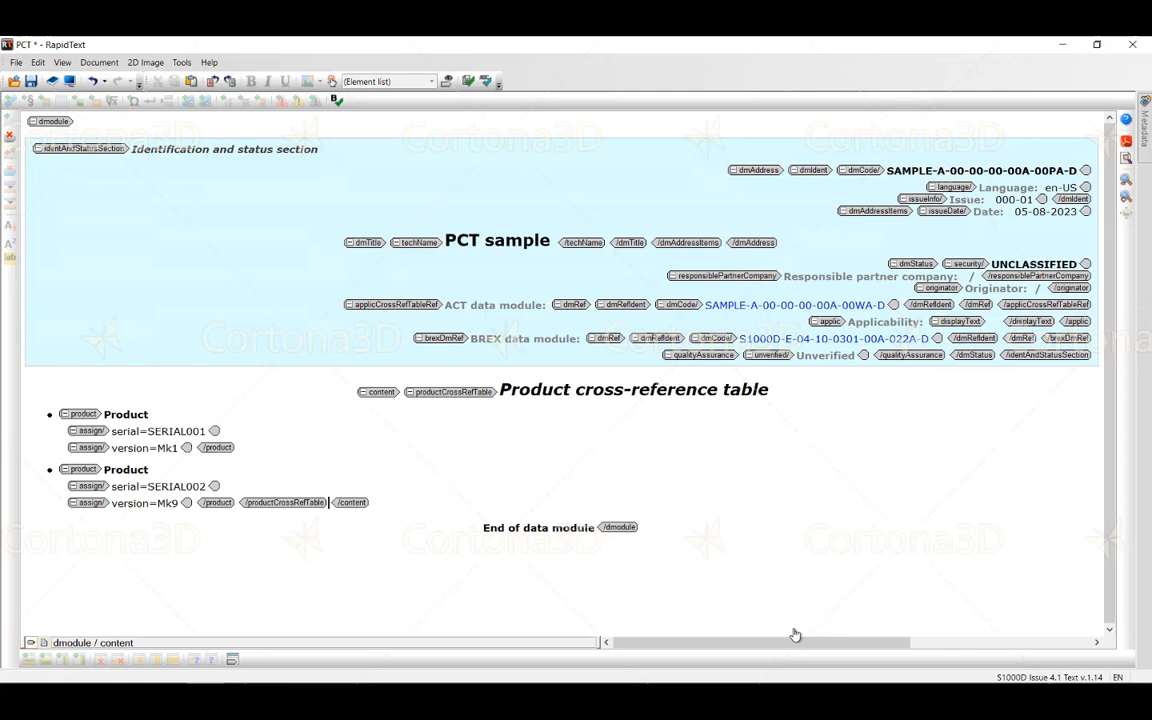 PCT * - RapidText
File Edit View Document 2D Image Tools Help
B I U (Element list)
dmodule
identAndStatusSection Identification and status section
dmAddress dmIdent dmCode/ SAMPLE-A-00-00-00-00A-00PA-D
language/ Language: en-US
issueInfo/ Issue: 000-01 /dmIdent
dmAddressItems issueDate/ Date: 05-08-2023
dmTitle techName PCT sample /techName /dmTitle /dmAddressItems /dmAddress
dmStatus security/ UNCLASSIFIED
responsiblePartnerCompany Responsible partner company: / /responsiblePartnerCompany
originator Originator: / /originator
applicCrossRefTableRef ACT data module: dmRef dmRefIdent dmCode/ SAMPLE-A-00-00-00-00A-00WA-D /dmRefIdent /dmRef /applicCrossRefTableRef
applic Applicability: displayText /displayText /applic
brexDmRef BREX data module: dmRef dmRefIdent dmCode/ S1000D-E-04-10-0301-00A-022A-D /dmRefIdent /dmRef /brexDmRef
qualityAssurance unverified/ Unverified /qualityAssurance /dmStatus /identAndStatusSection
content productCrossRefTable Product cross-reference table
product Product
assign/ serial=SERIAL001
assign/ version=Mk1 /product
product Product
assign/ serial=SERIAL002
assign/ version=Mk9 /product /productCrossRefTable /content
End of data module /dmodule
dmodule / content
S1000D Issue 4.1 Text v.1.14 EN
Metadata
Cortona3D